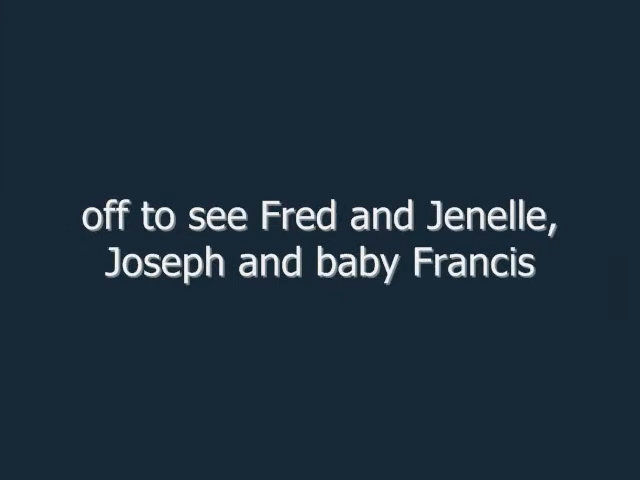 off to see Fred and Jenelle,
Joseph and baby Francis